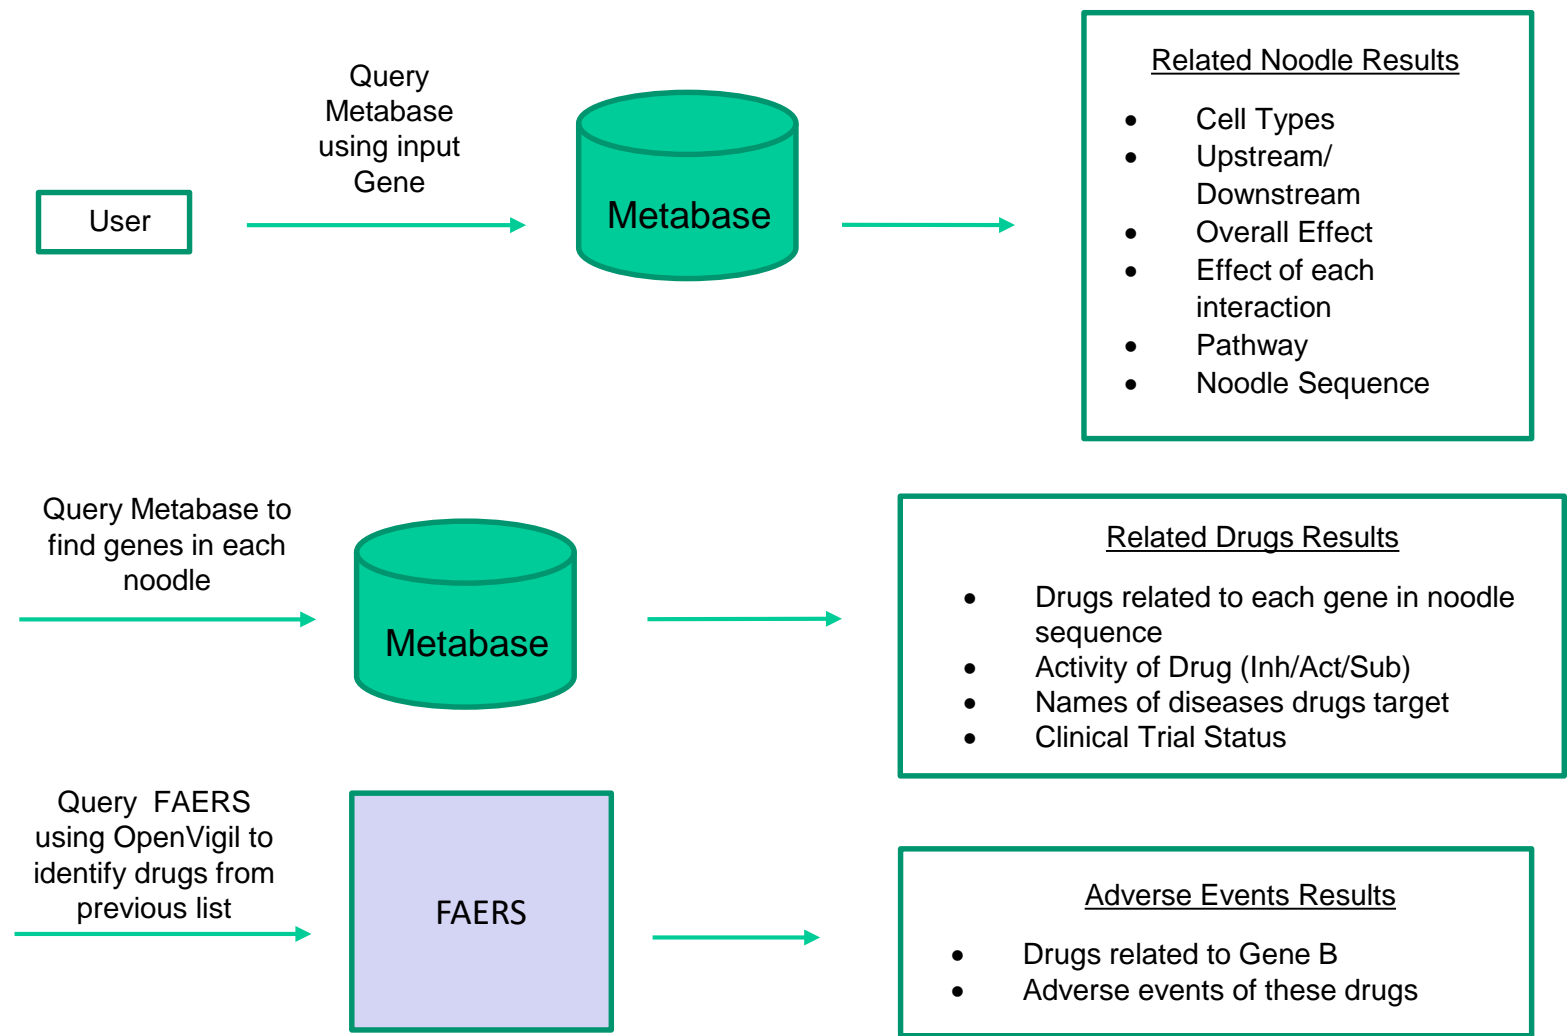 User
Query
Metabase
using input
Gene
Metabase
Related Noodle Results
• Cell Types
• Upstream/
Downstream
• Overall Effect
• Effect of each
interaction
• Pathway
• Noodle Sequence
Query Metabase to
find genes in each
noodle
Metabase
Related Drugs Results
• Drugs related to each gene in noodle
sequence
• Activity of Drug (Inh/Act/Sub)
• Names of diseases drugs target
• Clinical Trial Status
Query FAERS
using OpenVigil to
identify drugs from
previous list
FAERS
Adverse Events Results
• Drugs related to Gene B
• Adverse events of these drugs